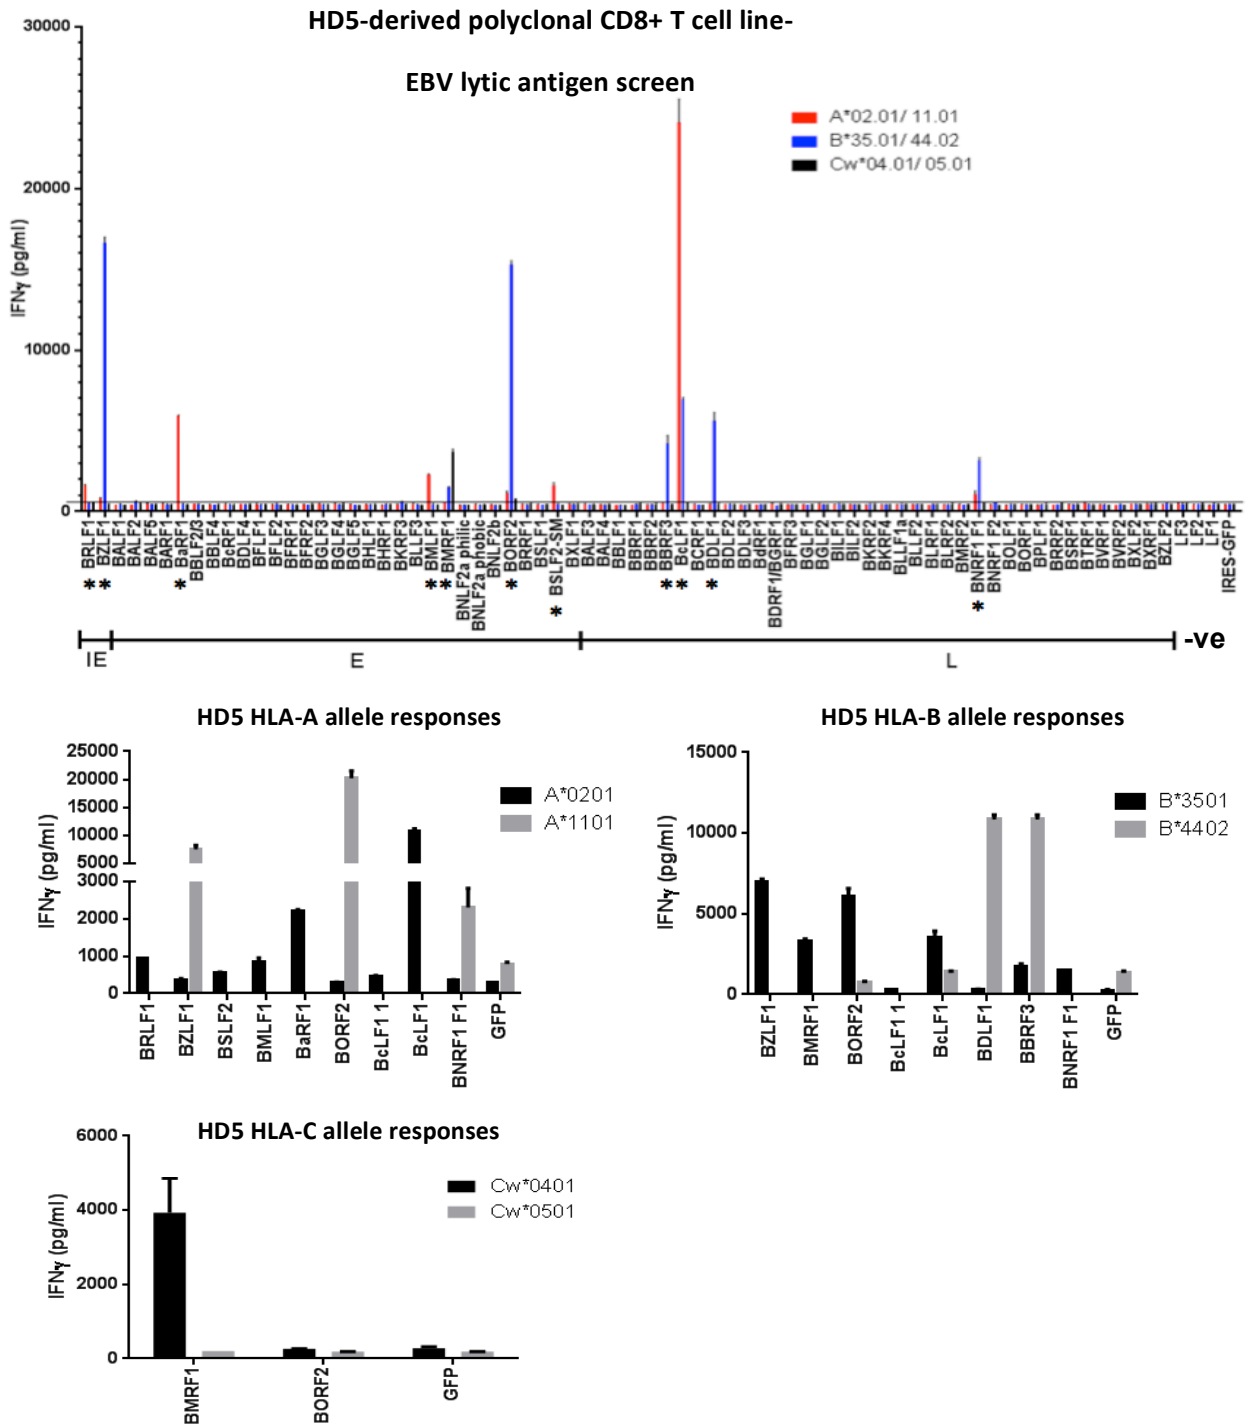 HD5-derived polyclonal CD8+ T cell line-
EBV lytic antigen screen
30000
20000
10000
0
IFNγ (pg/ml)
A*02.01/ 11.01
B*35.01/ 44.02
Cw*04.01/ 05.01
BRLF1
BZLF1
BALF1
BALF2
BALF5
BARF1
BaRF1
BBLF2/3
BBLF4
BcRF1
BDLF4
BFLF1
BFLF2
BFRF1
BFRF2
BGLF3
BGLF4
BGLF5
BHLF1
BHRF1
BKRF3
BLLF3
BMLF1
BMRF1
BNLF2a philic
BNLF2a phobic
BNLF2b
BORF2
BRRF1
BSLF1
BSLF2-SM
BXLF1
BALF3
BALF4
BBLF1
BBRF1
BBRF2
BBRF3
BcLF1
BCRF1
BDLF1
BDLF2
BDLF3
BdRF1
BDRF1/BGRF1
BFRF3
BGLF1
BGLF2
BILF1
BILF2
BKRF2
BKRF4
BLLF1a
BLLF2
BLRF1
BLRF2
BMRF2
BNRF1 F1
BNRF1 F2
BOLF1
BORF1
BPLF1
BRRF2
BSRF1
BTRF1
BVRF1
BVRF2
BXLF2
BXRF1
BZLF2
LF3
LF2
LF1
IRES-GFP
* * * * * * * * * * *
IE
E
L
-ve
HD5 HLA-A allele responses
25000
20000
15000
10000
5000
3000
2000
1000
0
IFNγ (pg/ml)
A*0201
A*1101
BRLF1
BZLF1
BSLF2
BMLF1
BaRF1
BORF2
BcLF1 1
BcLF1
BNRF1 F1
GFP
HD5 HLA-B allele responses
15000
10000
5000
0
IFNγ (pg/ml)
B*3501
B*4402
BZLF1
BMRF1
BORF2
BcLF1 1
BcLF1
BDLF1
BBRF3
BNRF1 F1
GFP
HD5 HLA-C allele responses
6000
4000
2000
0
IFNγ (pg/ml)
Cw*0401
Cw*0501
BMRF1
BORF2
GFP